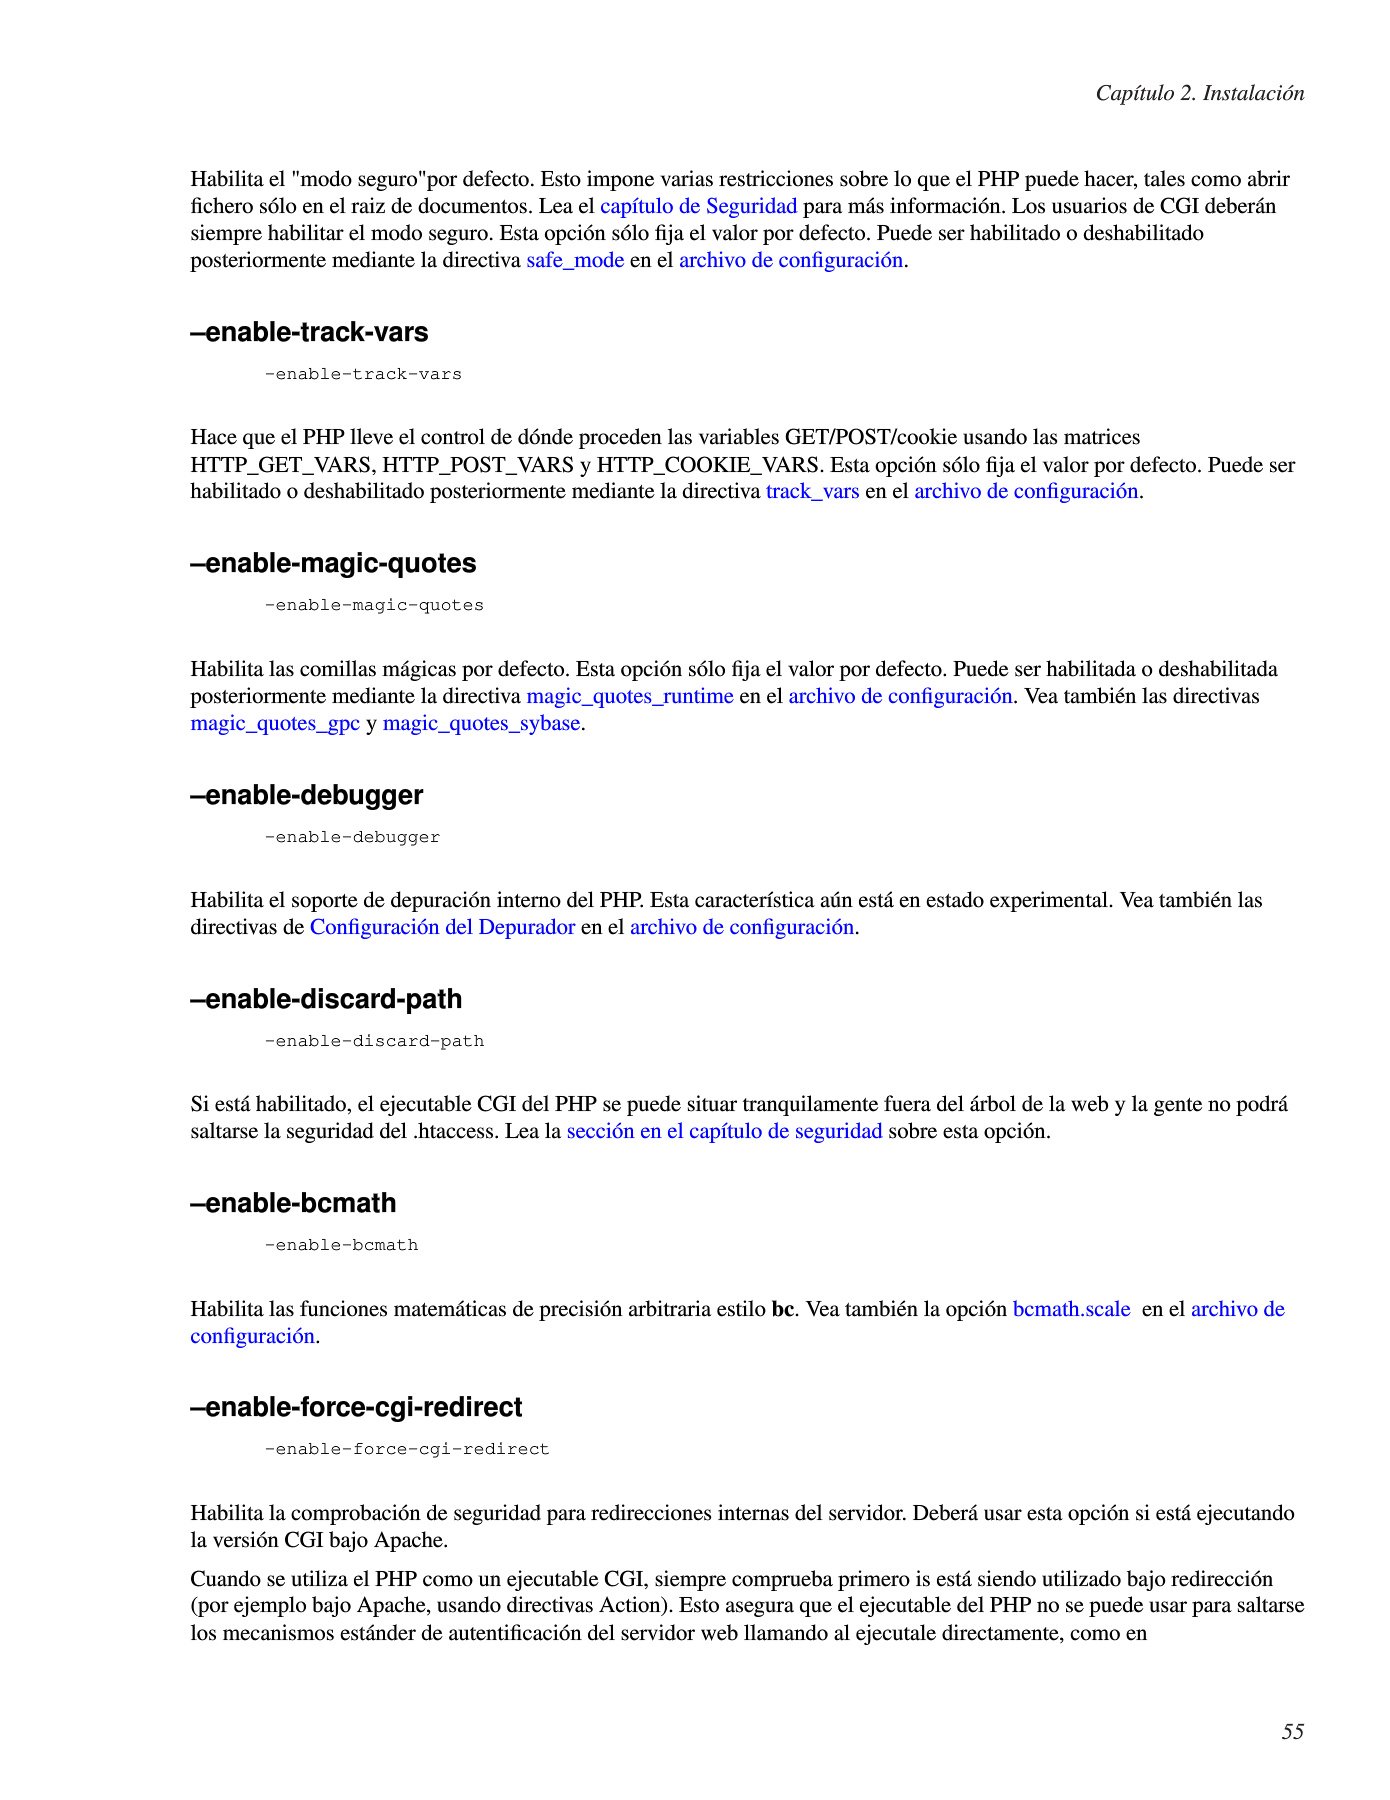 Capítulo 2. Instalación
Habilita el "modo seguro"por defecto. Esto impone varias restricciones sobre lo que el PHP puede hacer, tales como abrir
fichero sólo en el raiz de documentos. Lea el capítulo de Seguridad para más información. Los usuarios de CGI deberán
siempre habilitar el modo seguro. Esta opción sólo fija el valor por defecto. Puede ser habilitado o deshabilitado
posteriormente mediante la directiva safe_mode en el archivo de configuración.
–enable-track-vars
-enable-track-vars
Hace que el PHP lleve el control de dónde proceden las variables GET/POST/cookie usando las matrices
HTTP_GET_VARS, HTTP_POST_VARS y HTTP_COOKIE_VARS. Esta opción sólo fija el valor por defecto. Puede ser
habilitado o deshabilitado posteriormente mediante la directiva track_vars en el archivo de configuración.
–enable-magic-quotes
-enable-magic-quotes
Habilita las comillas mágicas por defecto. Esta opción sólo fija el valor por defecto. Puede ser habilitada o deshabilitada
posteriormente mediante la directiva magic_quotes_runtime en el archivo de configuración. Vea también las directivas
magic_quotes_gpc y magic_quotes_sybase.
–enable-debugger
-enable-debugger
Habilita el soporte de depuración interno del PHP. Esta característica aún está en estado experimental. Vea también las
directivas de Configuración del Depurador en el archivo de configuración.
–enable-discard-path
-enable-discard-path
Si está habilitado, el ejecutable CGI del PHP se puede situar tranquilamente fuera del árbol de la web y la gente no podrá
saltarse la seguridad del .htaccess. Lea la sección en el capítulo de seguridad sobre esta opción.
–enable-bcmath
-enable-bcmath
Habilita las funciones matemáticas de precisión arbitraria estilo bc. Vea también la opción bcmath.scale en el archivo de
configuración.
–enable-force-cgi-redirect
-enable-force-cgi-redirect
Habilita la comprobación de seguridad para redirecciones internas del servidor. Deberá usar esta opción si está ejecutando
la versión CGI bajo Apache.
Cuando se utiliza el PHP como un ejecutable CGI, siempre comprueba primero is está siendo utilizado bajo redirección
(por ejemplo bajo Apache, usando directivas Action). Esto asegura que el ejecutable del PHP no se puede usar para saltarse
los mecanismos estánder de autentificación del servidor web llamando al ejecutale directamente, como en
55